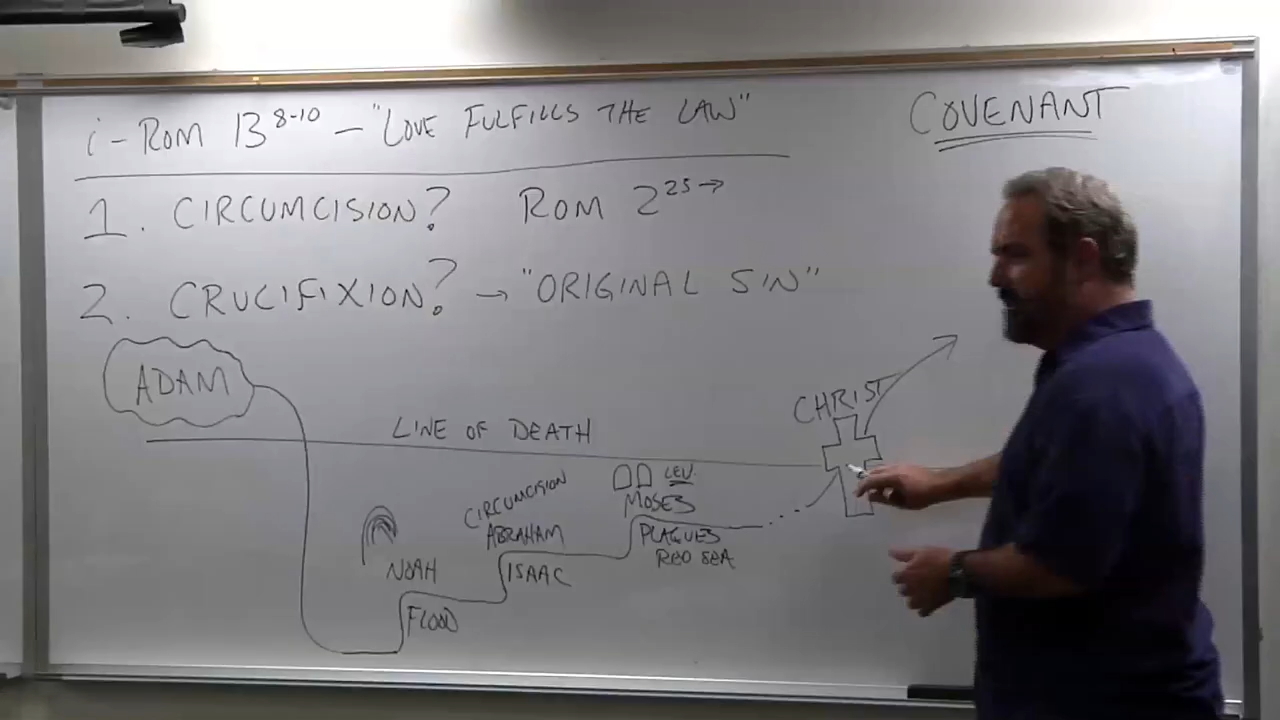 i - ROM 13 8-10 - "LOVE FULFILLS THE LAW"
COVENANT
1. CIRCUMCISION? ROM 2 25→
2. CRUCIFIXION? → "ORIGINAL SIN"
ADAM
CHRIST
LINE OF DEATH
LEV.
CIRCUMCISION
MOSES
ABRAHAM
PLAGUES
RED SEA
NOAH
ISAAC
FLOOD